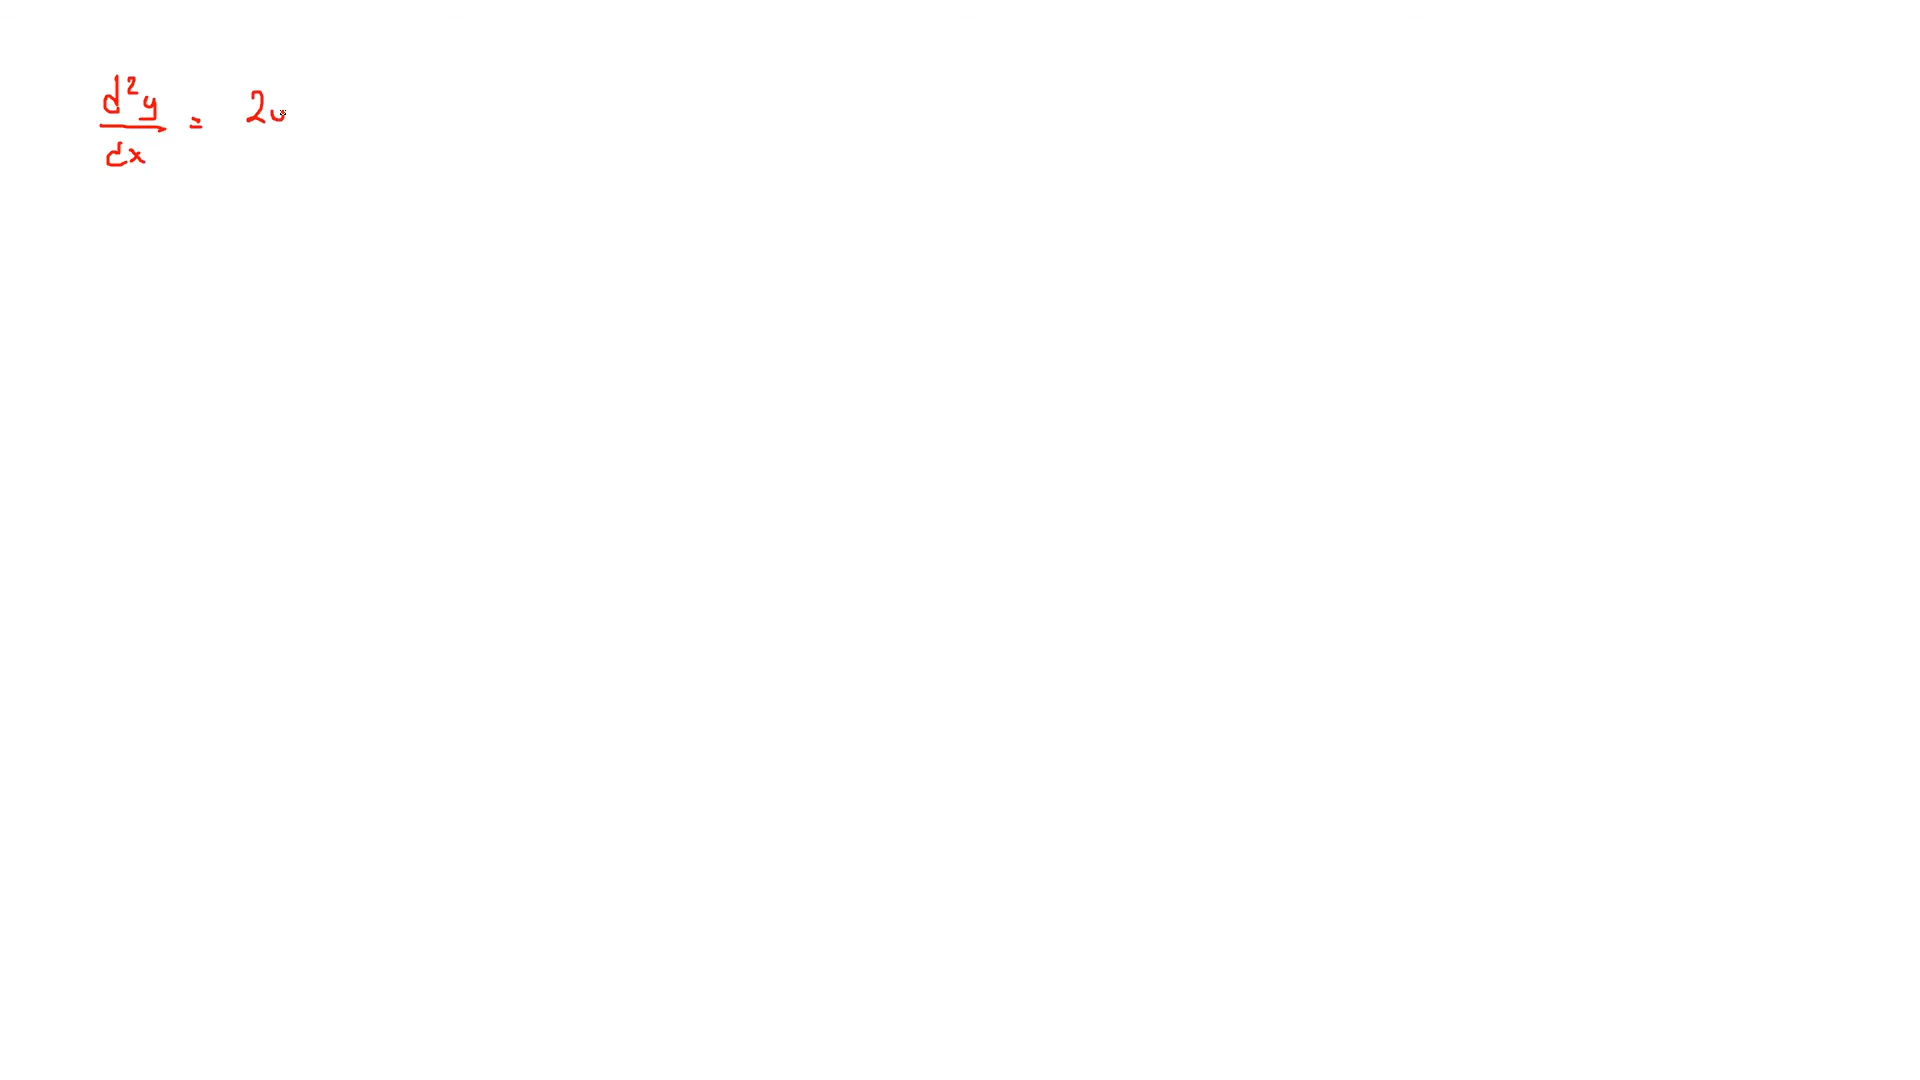 d²y/dx = 2